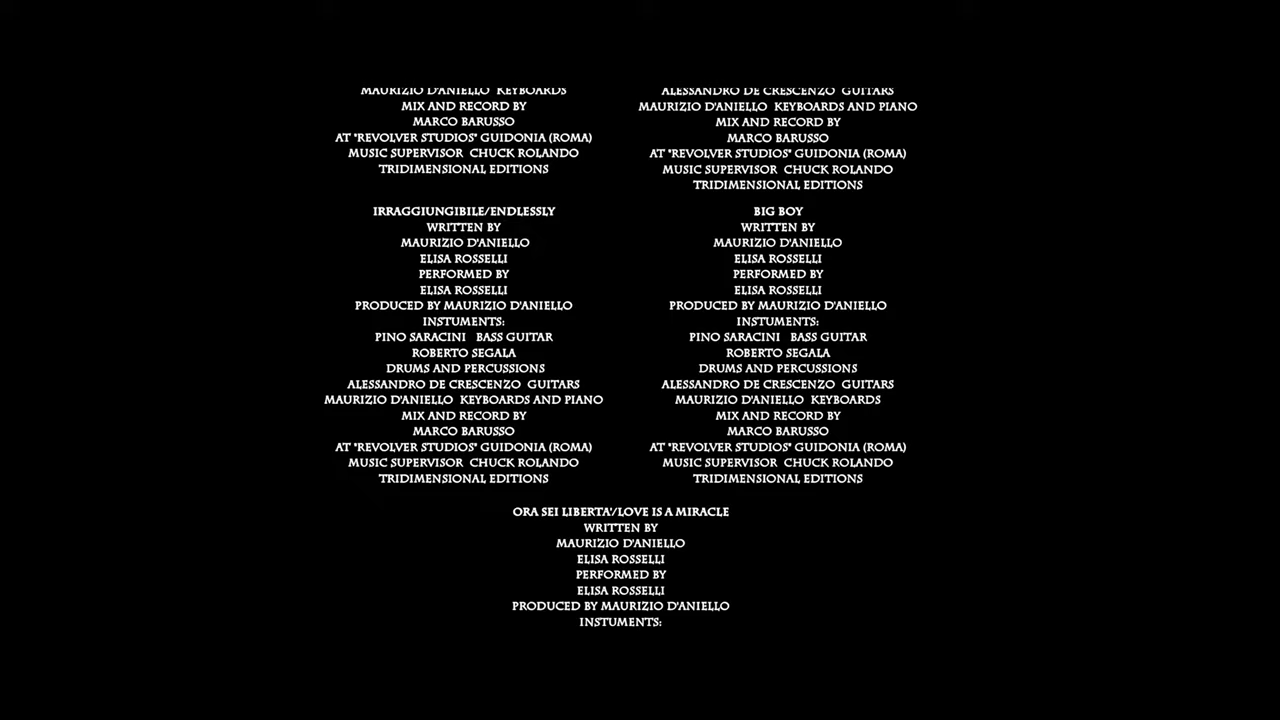 MAURIZIO D'ANIELLO KEYBOARDS
MIX AND RECORD BY
MARCO BARUSSO
AT "REVOLVER STUDIOS" GUIDONIA (ROMA)
MUSIC SUPERVISOR CHUCK ROLANDO
TRIDIMENSIONAL EDITIONS
ALESSANDRO DE CRESCENZO GUITARS
MAURIZIO D'ANIELLO KEYBOARDS AND PIANO
MIX AND RECORD BY
MARCO BARUSSO
AT "REVOLVER STUDIOS" GUIDONIA (ROMA)
MUSIC SUPERVISOR CHUCK ROLANDO
TRIDIMENSIONAL EDITIONS
IRRAGGIUNGIBILE/ENDLESSLY
WRITTEN BY
MAURIZIO D'ANIELLO
ELISA ROSSELLI
PERFORMED BY
ELISA ROSSELLI
PRODUCED BY MAURIZIO D'ANIELLO
INSTUMENTS:
PINO SARACINI BASS GUITAR
ROBERTO SEGALA
DRUMS AND PERCUSSIONS
ALESSANDRO DE CRESCENZO GUITARS
MAURIZIO D'ANIELLO KEYBOARDS AND PIANO
MIX AND RECORD BY
MARCO BARUSSO
AT "REVOLVER STUDIOS" GUIDONIA (ROMA)
MUSIC SUPERVISOR CHUCK ROLANDO
TRIDIMENSIONAL EDITIONS
BIG BOY
WRITTEN BY
MAURIZIO D'ANIELLO
ELISA ROSSELLI
PERFORMED BY
ELISA ROSSELLI
PRODUCED BY MAURIZIO D'ANIELLO
INSTUMENTS:
PINO SARACINI BASS GUITAR
ROBERTO SEGALA
DRUMS AND PERCUSSIONS
ALESSANDRO DE CRESCENZO GUITARS
MAURIZIO D'ANIELLO KEYBOARDS
MIX AND RECORD BY
MARCO BARUSSO
AT "REVOLVER STUDIOS" GUIDONIA (ROMA)
MUSIC SUPERVISOR CHUCK ROLANDO
TRIDIMENSIONAL EDITIONS
ORA SEI LIBERTA'/LOVE IS A MIRACLE
WRITTEN BY
MAURIZIO D'ANIELLO
ELISA ROSSELLI
PERFORMED BY
ELISA ROSSELLI
PRODUCED BY MAURIZIO D'ANIELLO
INSTUMENTS: